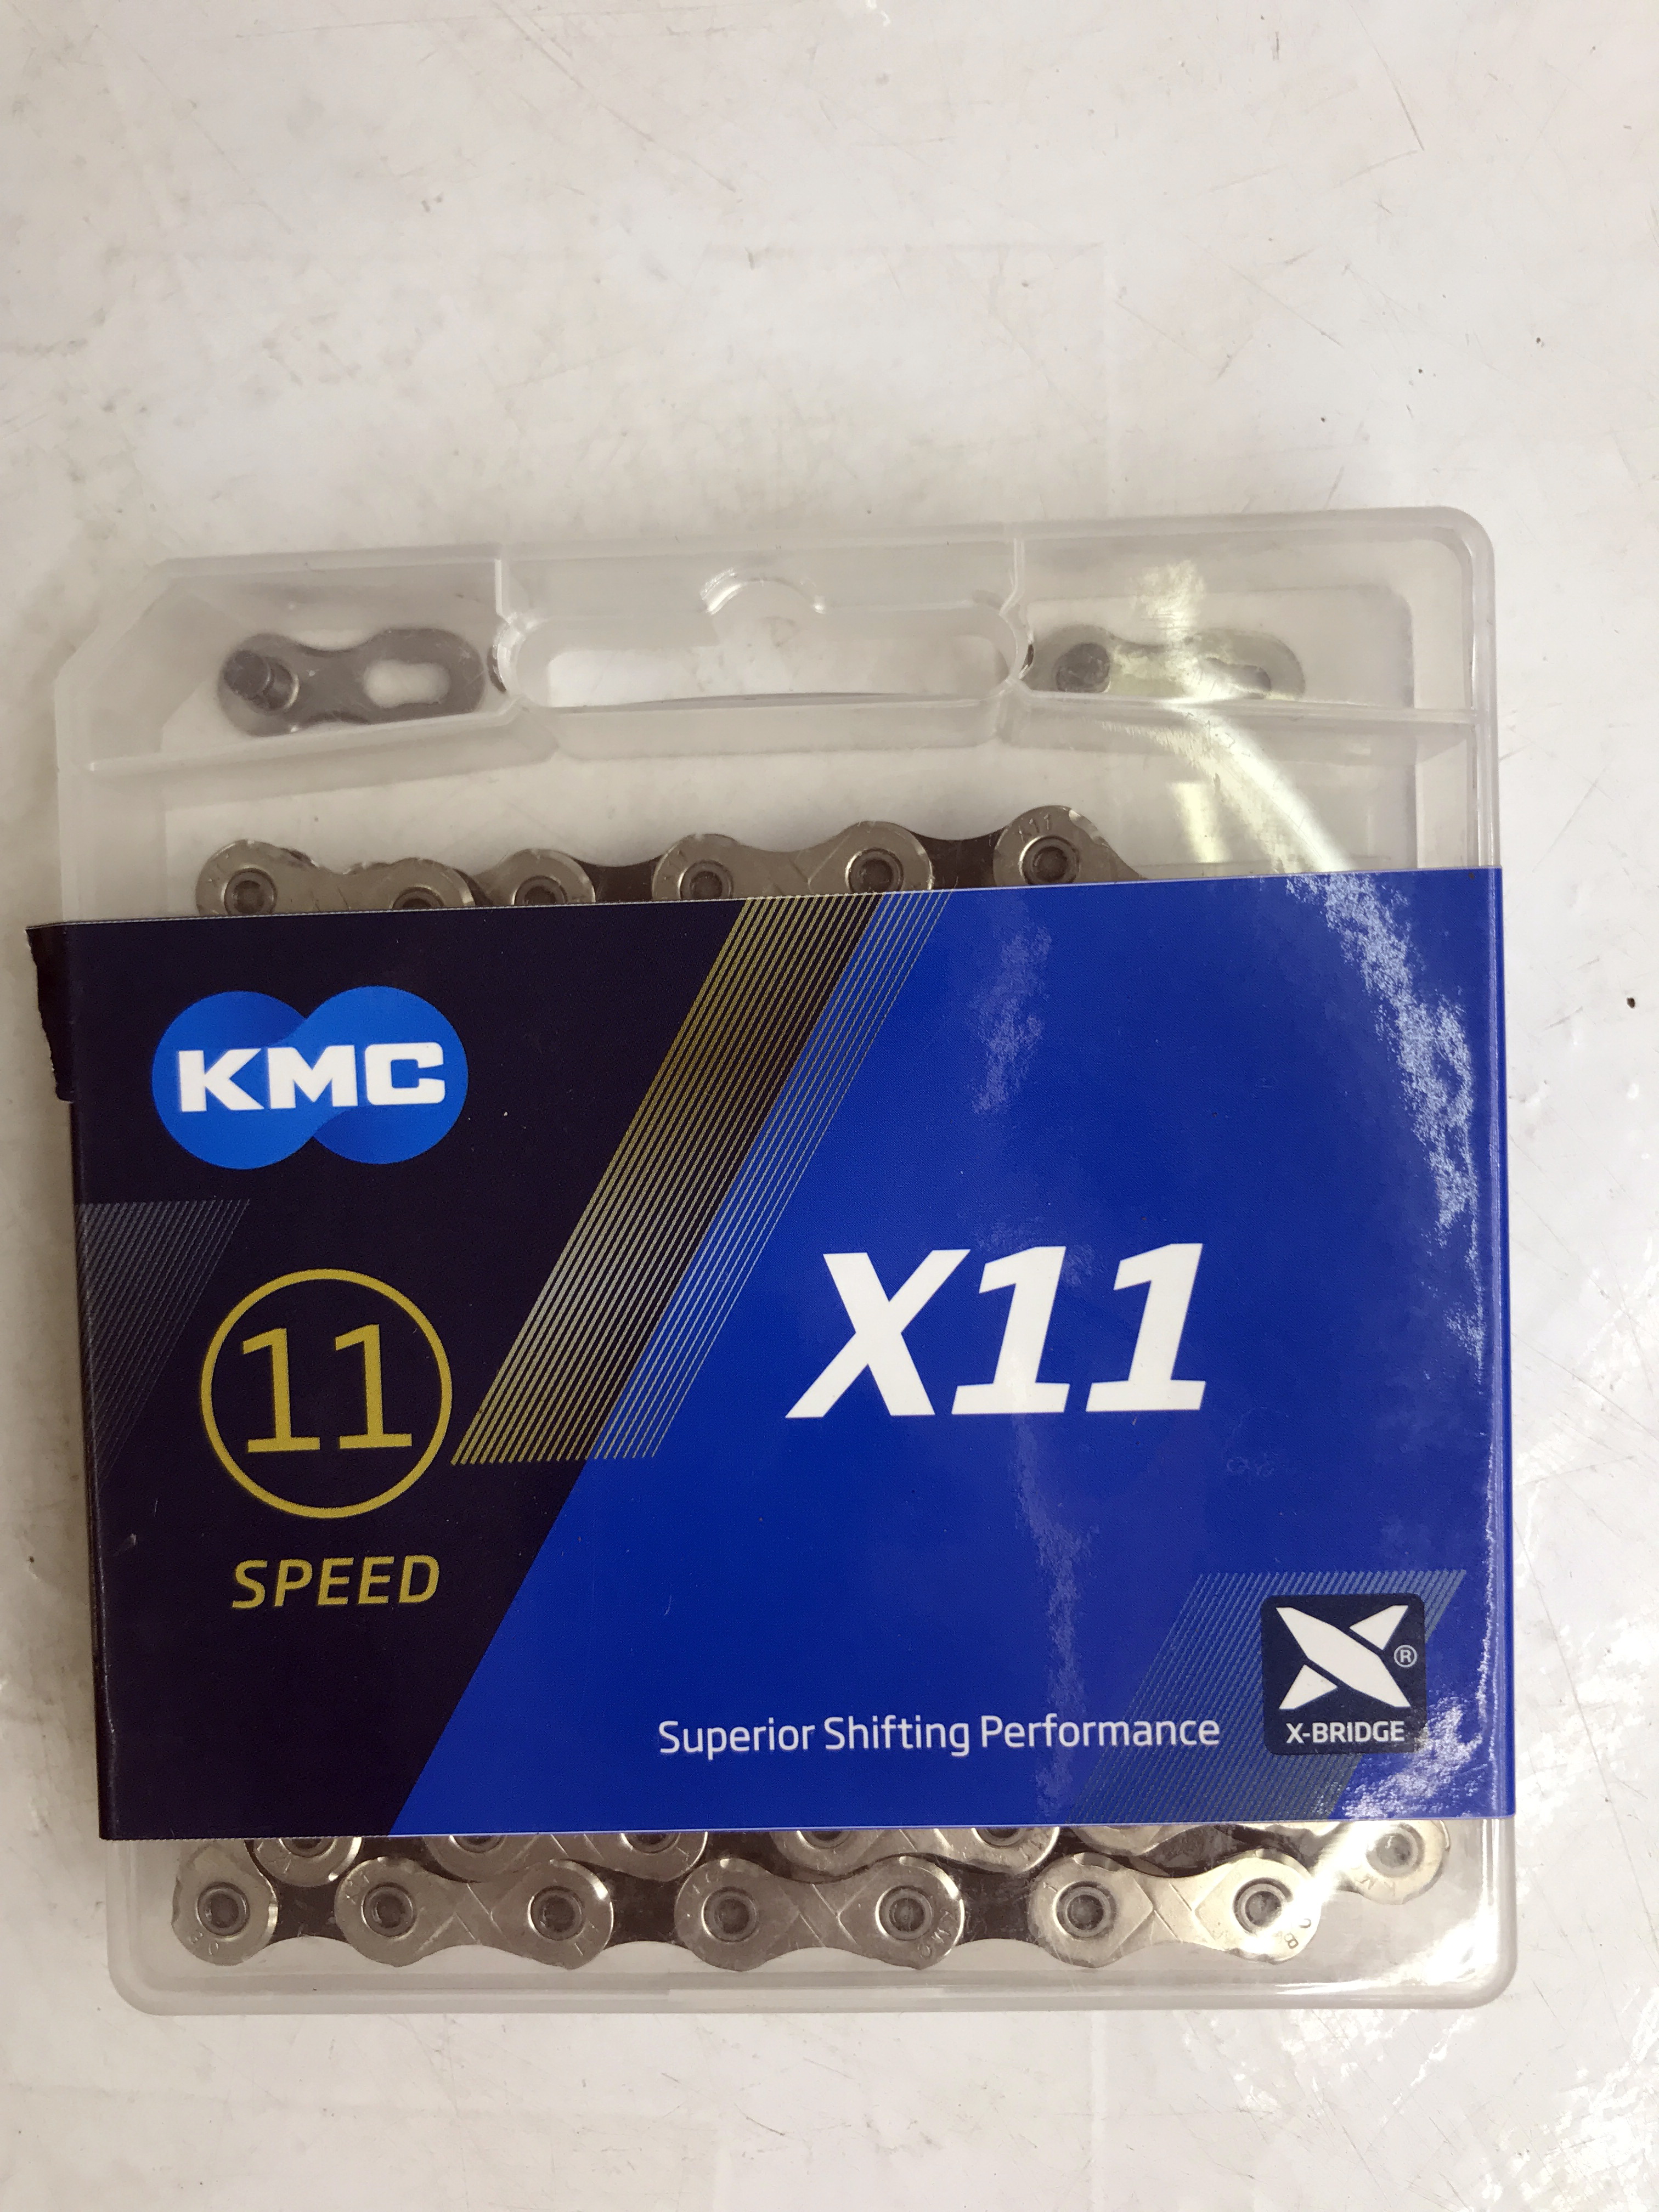 KMC
11
SPEED
X11
Superior Shifting Performance
X-BRIDGE®